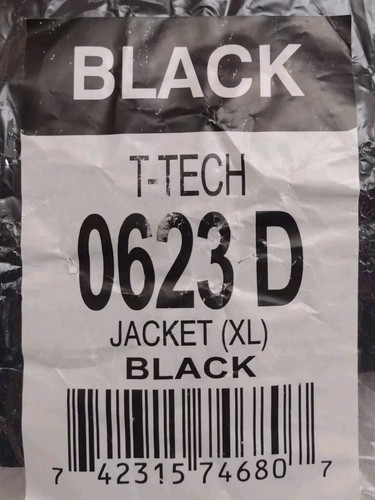 BLACK
T-TECH
0623 D
JACKET (XL)
BLACK
7 42315 74680 7